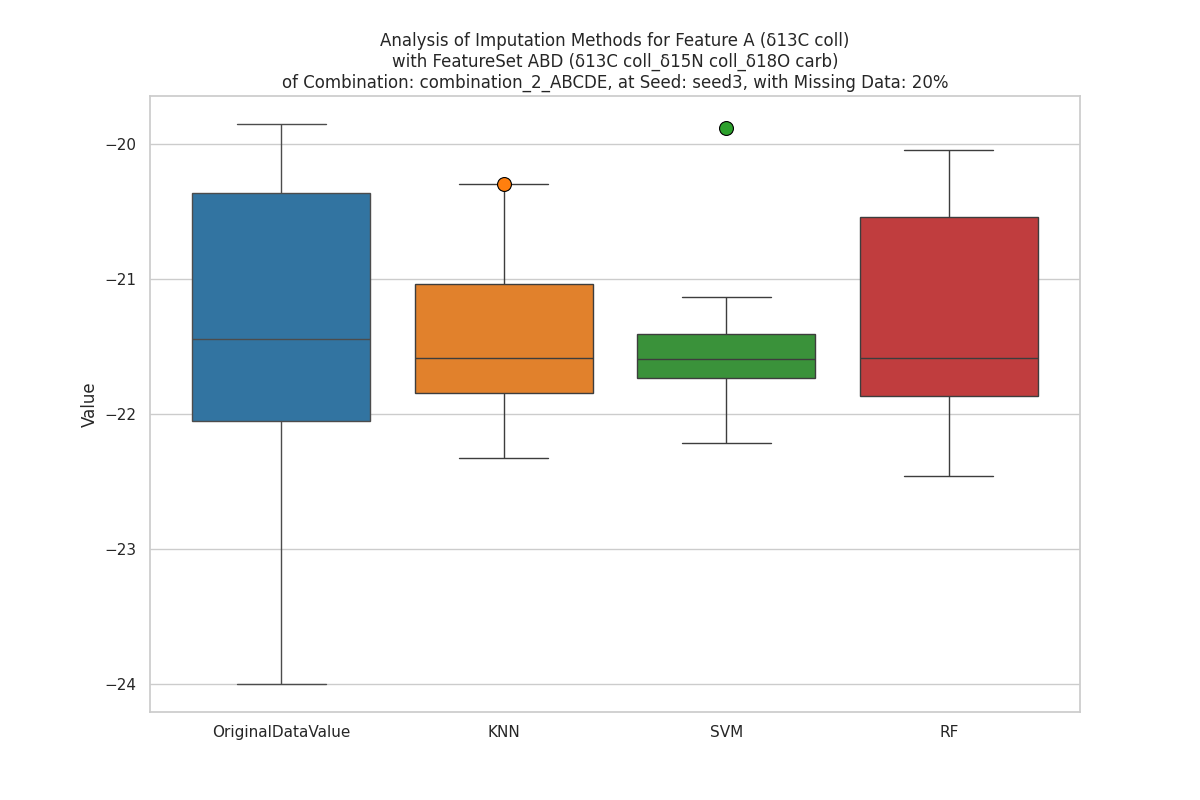 Analysis of Imputation Methods for Feature A (δ13C coll)
with FeatureSet ABD (δ13C coll_δ15N coll_δ18O carb)
of Combination: combination_2_ABCDE, at Seed: seed3, with Missing Data: 20%
Value
−20
−21
−22
−23
−24
OriginalDataValue
KNN
SVM
RF